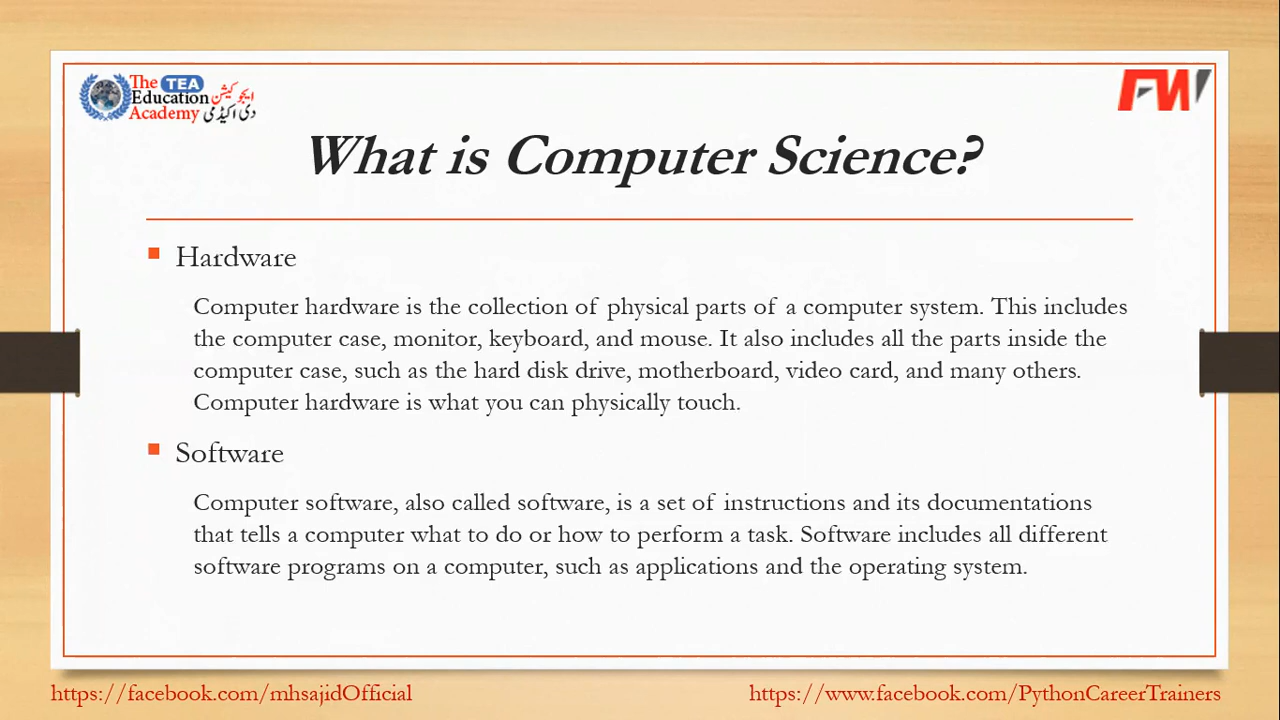 The TEA
Education ایجوکیشن
Academy دی اکیڈمی
FW
What is Computer Science?
Hardware
Computer hardware is the collection of physical parts of a computer system. This includes
the computer case, monitor, keyboard, and mouse. It also includes all the parts inside the
computer case, such as the hard disk drive, motherboard, video card, and many others.
Computer hardware is what you can physically touch.
Software
Computer software, also called software, is a set of instructions and its documentations
that tells a computer what to do or how to perform a task. Software includes all different
software programs on a computer, such as applications and the operating system.
https://facebook.com/mhsajidOfficial
https://www.facebook.com/PythonCareerTrainers